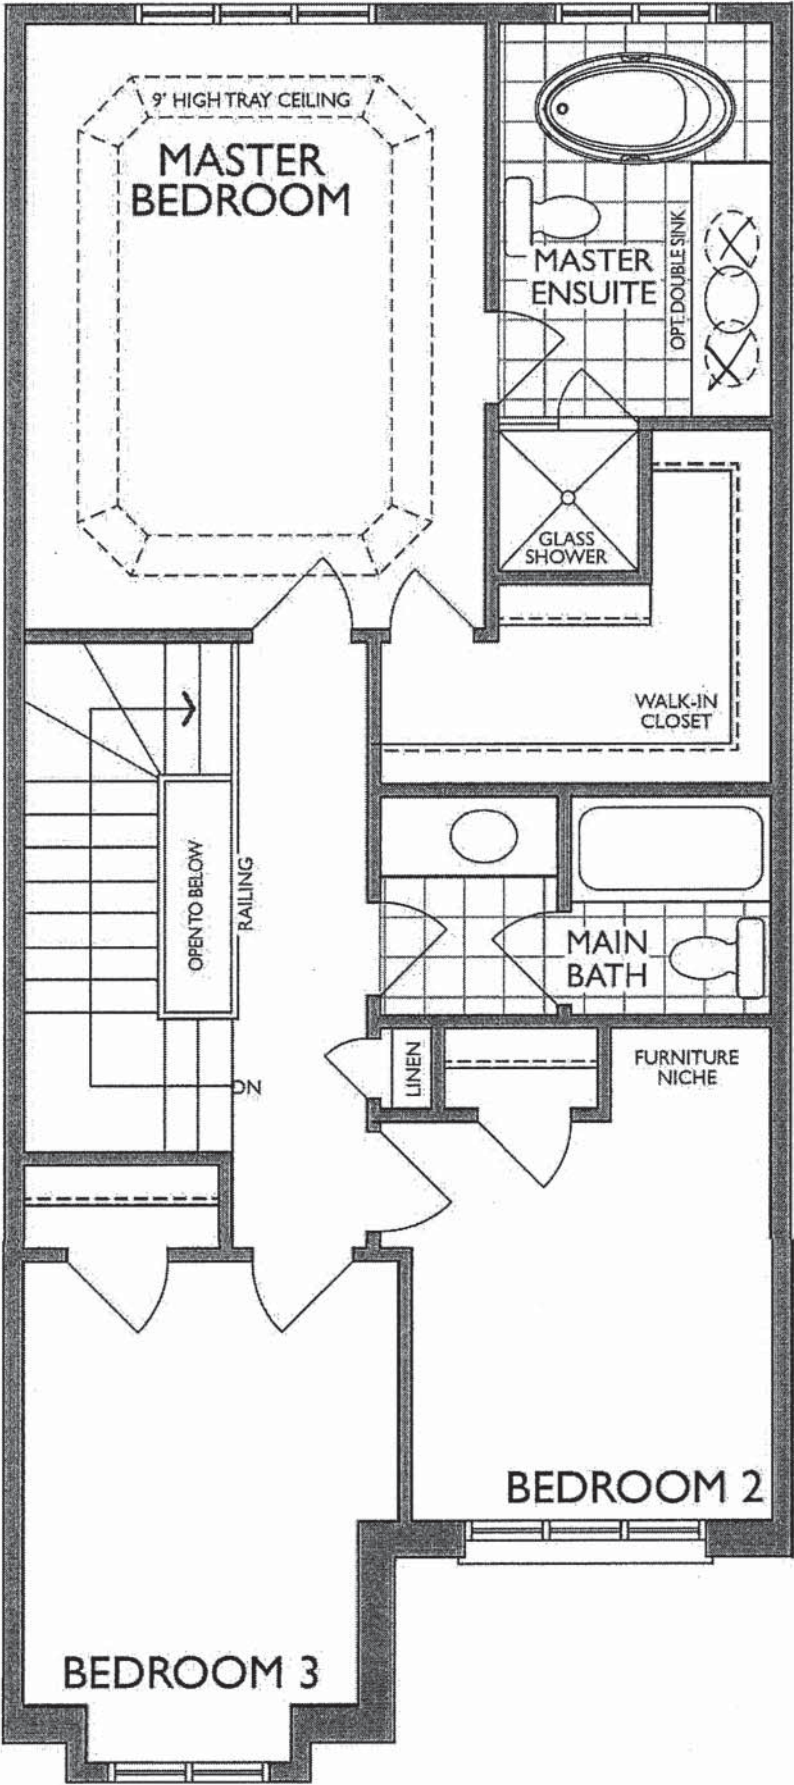 9' HIGH TRAY CEILING
MASTER
BEDROOM
MASTER
ENSUITE
OPT. DOUBLE SINK
GLASS
SHOWER
WALK-IN
CLOSET
OPEN TO BELOW
RAILING
MAIN
BATH
LINEN
FURNITURE
NICHE
DN
BEDROOM 2
BEDROOM 3